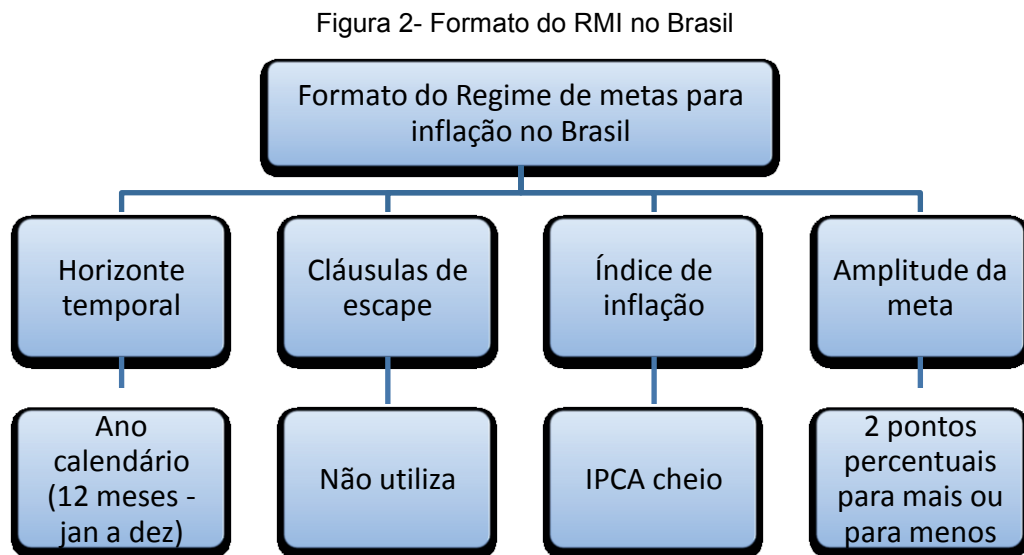 Figura 2- Formato do RMI no Brasil
Formato do Regime de metas para
inflação no Brasil
Horizonte
temporal
Cláusulas de
escape
Índice de
inflação
Amplitude da
meta
Ano
calendário
(12 meses -
jan a dez)
Não utiliza
IPCA cheio
2 pontos
percentuais
para mais ou
para menos